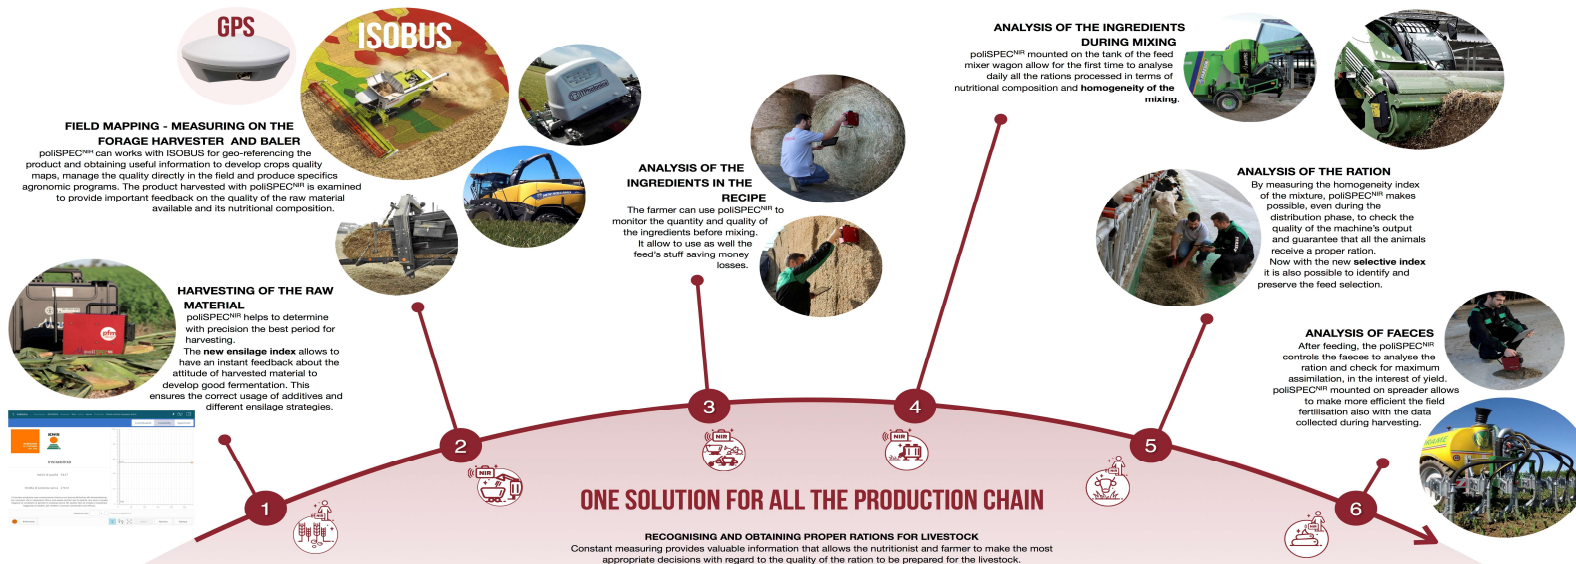 GPS
ISOBUS
FIELD MAPPING - MEASURING ON THE
FORAGE HARVESTER AND BALER
poliSPECᴺᴵᴿ can works with ISOBUS for geo-referencing the
product and obtaining useful information to develop crops quality
maps, manage the quality directly in the field and produce specifics
agronomic programs. The product harvested with poliSPECᴺᴵᴿ is examined
to provide important feedback on the quality of the raw material
available and its nutritional composition.
HARVESTING OF THE RAW
MATERIAL
poliSPECᴺᴵᴿ helps to determine
with precision the best period for
harvesting.
The new ensilage index allows to
have an instant feedback about the
attitude of harvested material to
develop good fermentation. This
ensures the correct usage of additives and
different ensilage strategies.
pfm
ANALYSIS OF THE
INGREDIENTS IN THE
RECIPE
The farmer can use poliSPECᴺᴵᴿ to
monitor the quantity and quality of
the ingredients before mixing.
It allow to use as well the
feed's stuff saving money
losses.
ANALYSIS OF THE INGREDIENTS
DURING MIXING
poliSPECᴺᴵᴿ mounted on the tank of the feed
mixer wagon allow for the first time to analyse
daily all the rations processed in terms of
nutritional composition and homogeneity of the
mixing.
ANALYSIS OF THE RATION
By measuring the homogeneity index
of the mixture, poliSPECᴺᴵᴿ makes
possible, even during the
distribution phase, to check the
quality of the machine's output
and guarantee that all the animals
receive a proper ration.
Now with the new selective index
it is also possible to identify and
preserve the feed selection.
ANALYSIS OF FAECES
After feeding, the poliSPECᴺᴵᴿ
controls the faeces to analyse the
ration and check for maximum
assimilation, in the interest of yield.
poliSPECᴺᴵᴿ mounted on spreader allows
to make more efficient the field
fertilisation also with the data
collected during harvesting.
1
2
3
4
5
6
NIR
NIR
NIR
NIR
NIR
NIR
ONE SOLUTION FOR ALL THE PRODUCTION CHAIN
RECOGNISING AND OBTAINING PROPER RATIONS FOR LIVESTOCK
Constant measuring provides valuable information that allows the nutritionist and farmer to make the most
appropriate decisions with regard to the quality of the ration to be prepared for the livestock.